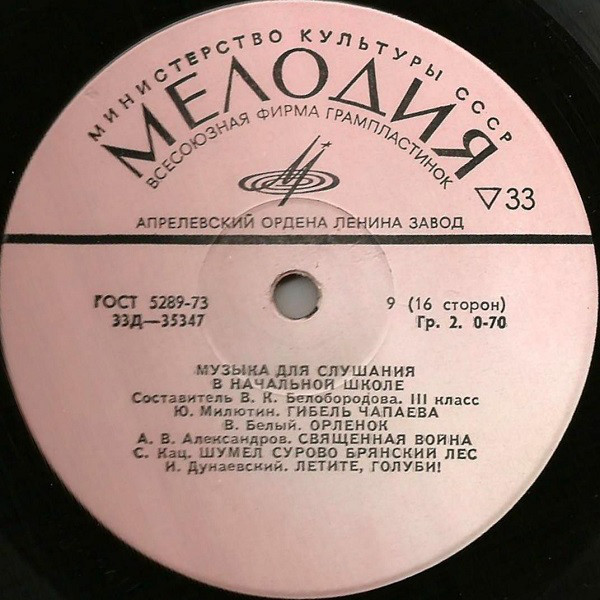 МИНИСТЕРСТВО КУЛЬТУРЫ СССР
МЕЛОДИЯ
ВСЕСОЮЗНАЯ ФИРМА ГРАМПЛАСТИНОК
▽33
АПРЕЛЕВСКИЙ ОРДЕНА ЛЕНИНА ЗАВОД
ГОСТ 5289-73
33Д—35347
9 (16 сторон)
Гр. 2. 0-70
МУЗЫКА ДЛЯ СЛУШАНИЯ
В НАЧАЛЬНОЙ ШКОЛЕ
Составитель В. К. Белобородова. III класс
Ю. Милютин. ГИБЕЛЬ ЧАПАЕВА
В. Белый. ОРЛЕНОК
А. В. Александров. СВЯЩЕННАЯ ВОЙНА
С. Кац. ШУМЕЛ СУРОВО БРЯНСКИЙ ЛЕС
И. Дунаевский. ЛЕТИТЕ, ГОЛУБИ!